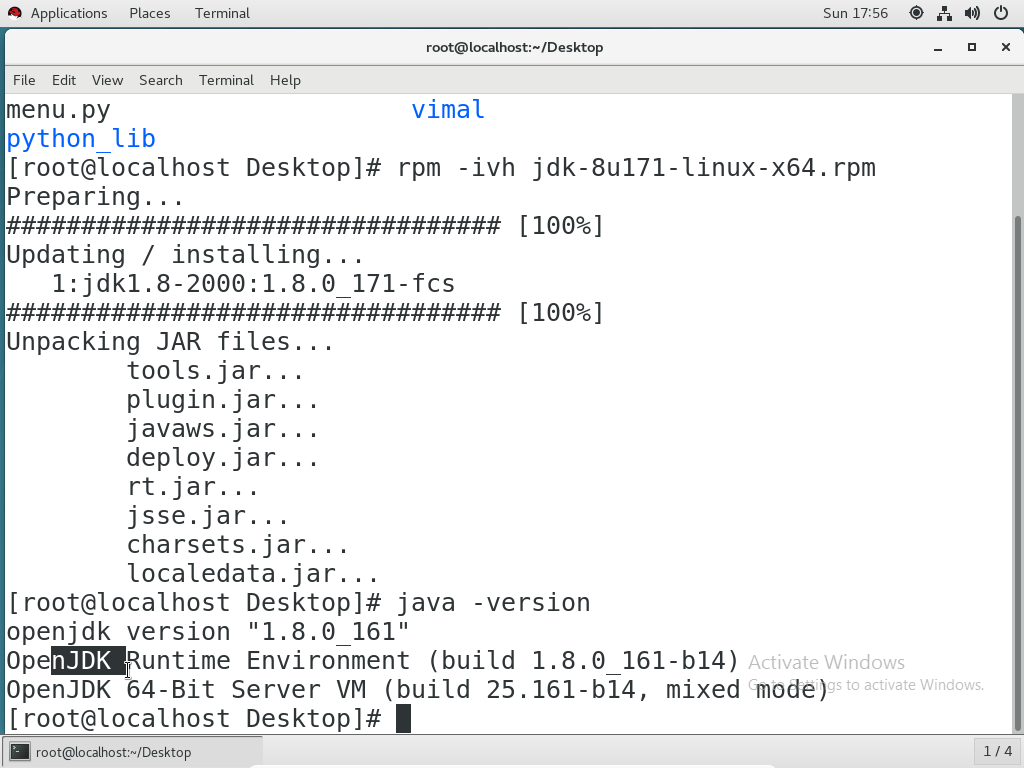 Applications Places Terminal Sun 17:56
root@localhost:~/Desktop
File Edit View Search Terminal Help
menu.py vimal
python_lib
[root@localhost Desktop]# rpm -ivh jdk-8u171-linux-x64.rpm
Preparing...
################################# [100%]
Updating / installing...
1:jdk1.8-2000:1.8.0_171-fcs
################################# [100%]
Unpacking JAR files...
tools.jar...
plugin.jar...
javaws.jar...
deploy.jar...
rt.jar...
jsse.jar...
charsets.jar...
localedata.jar...
[root@localhost Desktop]# java -version
openjdk version "1.8.0_161"
OpenJDK Runtime Environment (build 1.8.0_161-b14)
OpenJDK 64-Bit Server VM (build 25.161-b14, mixed mode)
[root@localhost Desktop]#
Activate Windows
Go to Settings to activate Windows.
root@localhost:~/Desktop 1 / 4